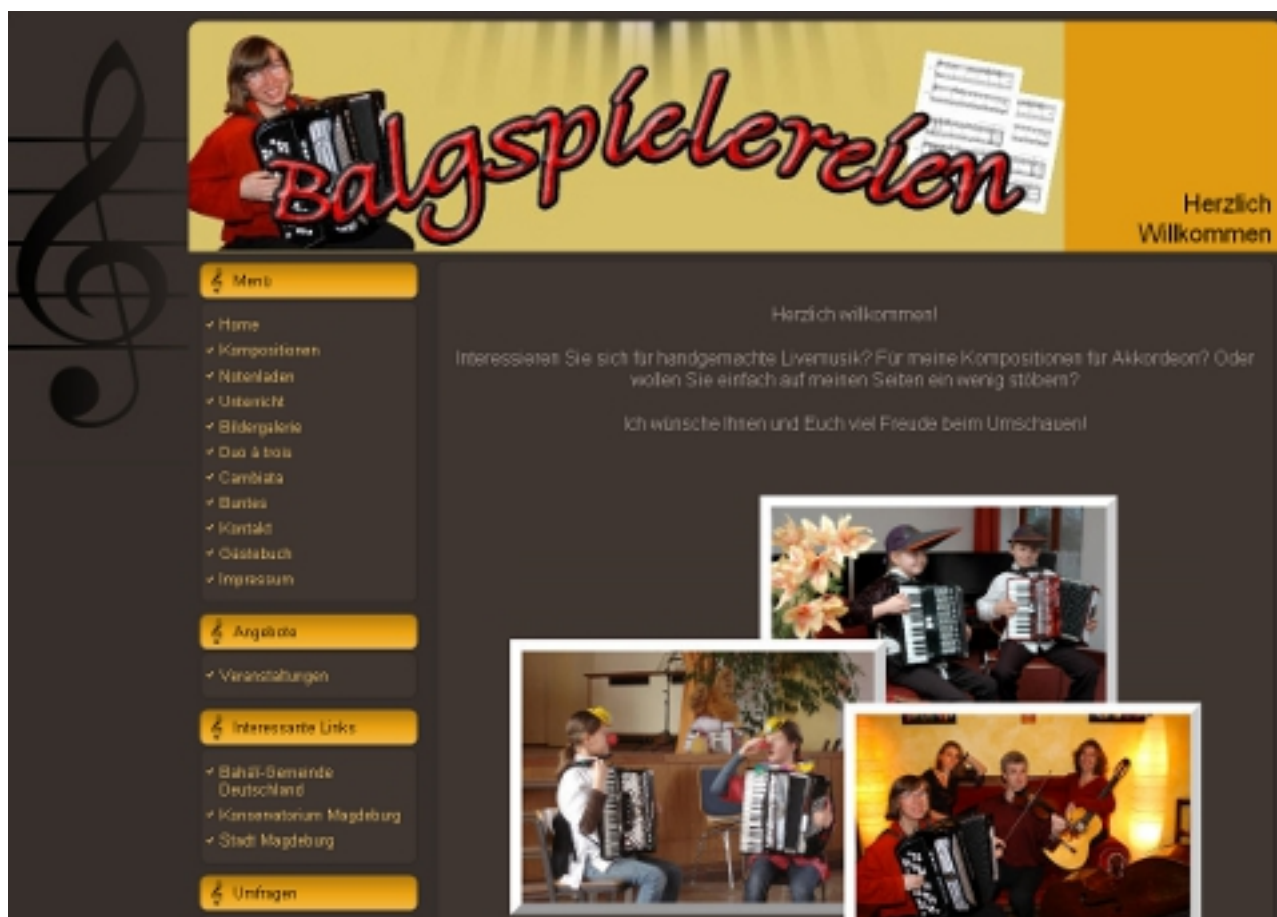 Balgspielereien
Herzlich
Willkommen
Menü
Home
Kompositionen
Notenladen
Unterricht
Bildergalerie
Duo à trois
Cambiata
Buntes
Kontakt
Gästebuch
Impressum
Angebote
Veranstaltungen
Interessante Links
Bahá'í-Gemeinde
Deutschland
Konservatorium Magdeburg
Stadt Magdeburg
Umfragen
Herzlich willkommen!
Interessieren Sie sich für handgemachte Livemusik? Für meine Kompositionen für Akkordeon? Oder
wollen Sie einfach auf meinen Seiten ein wenig stöbern?
Ich wünsche Ihnen und Euch viel Freude beim Umschauen!